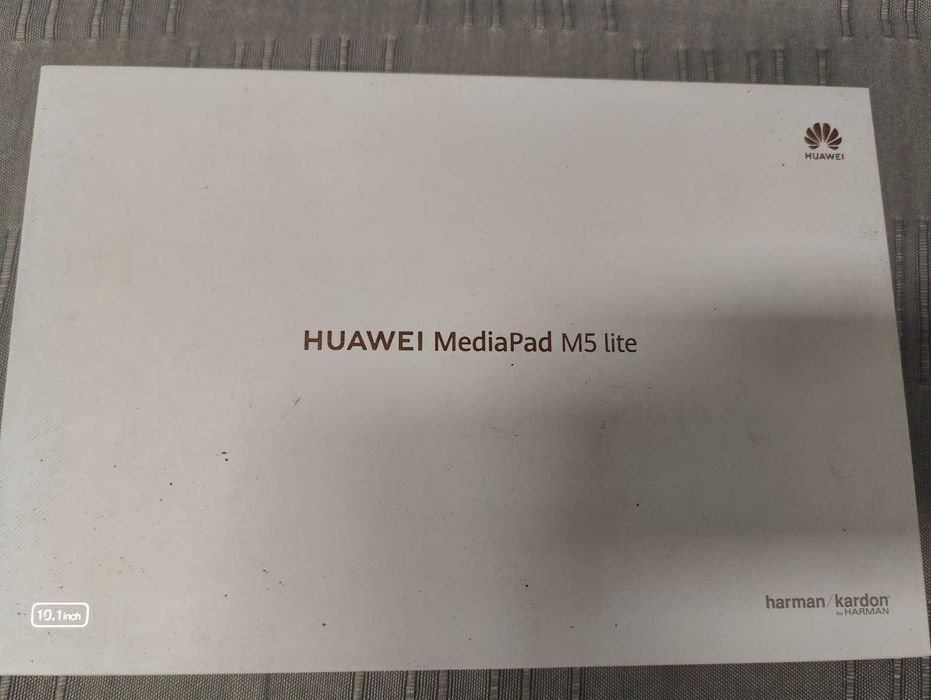 HUAWEI
HUAWEI MediaPad M5 lite
10.1inch
harman/kardon
by HARMAN